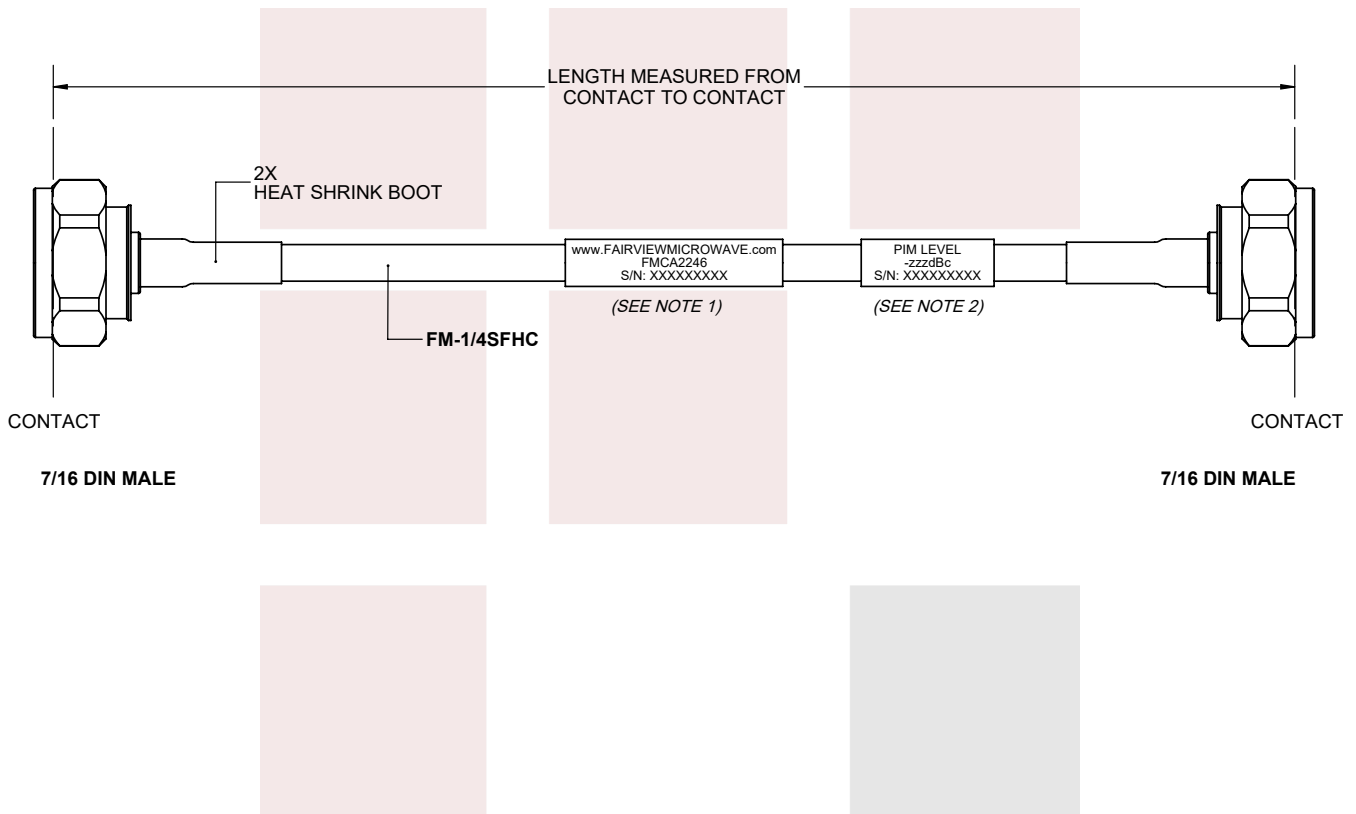 LENGTH MEASURED FROM
CONTACT TO CONTACT
2X
HEAT SHRINK BOOT
www.FAIRVIEWMICROWAVE.com
FMCA2246
S/N: XXXXXXXXX
PIM LEVEL
-zzzdBc
S/N: XXXXXXXXX
(SEE NOTE 1)
(SEE NOTE 2)
FM-1/4SFHC
CONTACT
CONTACT
7/16 DIN MALE
7/16 DIN MALE